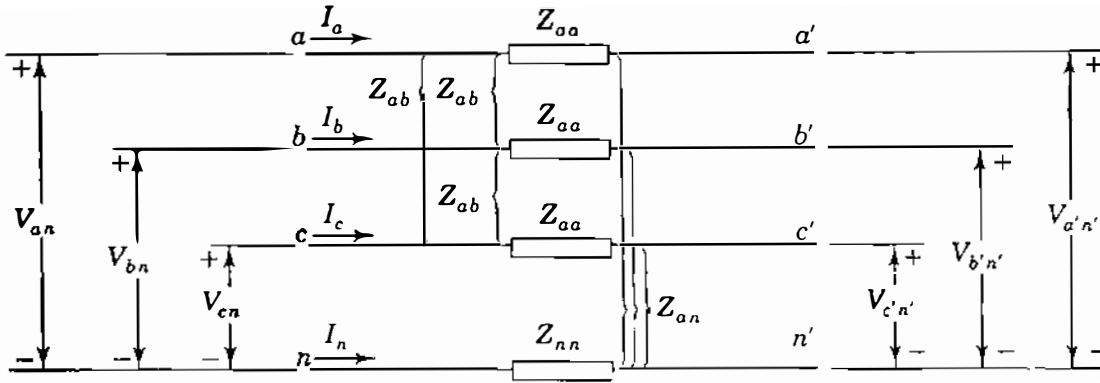 Z_aa
a I_a a'
+ +
Z_ab Z_ab
b I_b Z_aa b'
+ +
V_an Z_ab V_a'n'
c I_c Z_aa c'
V_bn V_b'n'
+ +
V_cn Z_an V_c'n'
I_n Z_nn n'
− − − n − − −